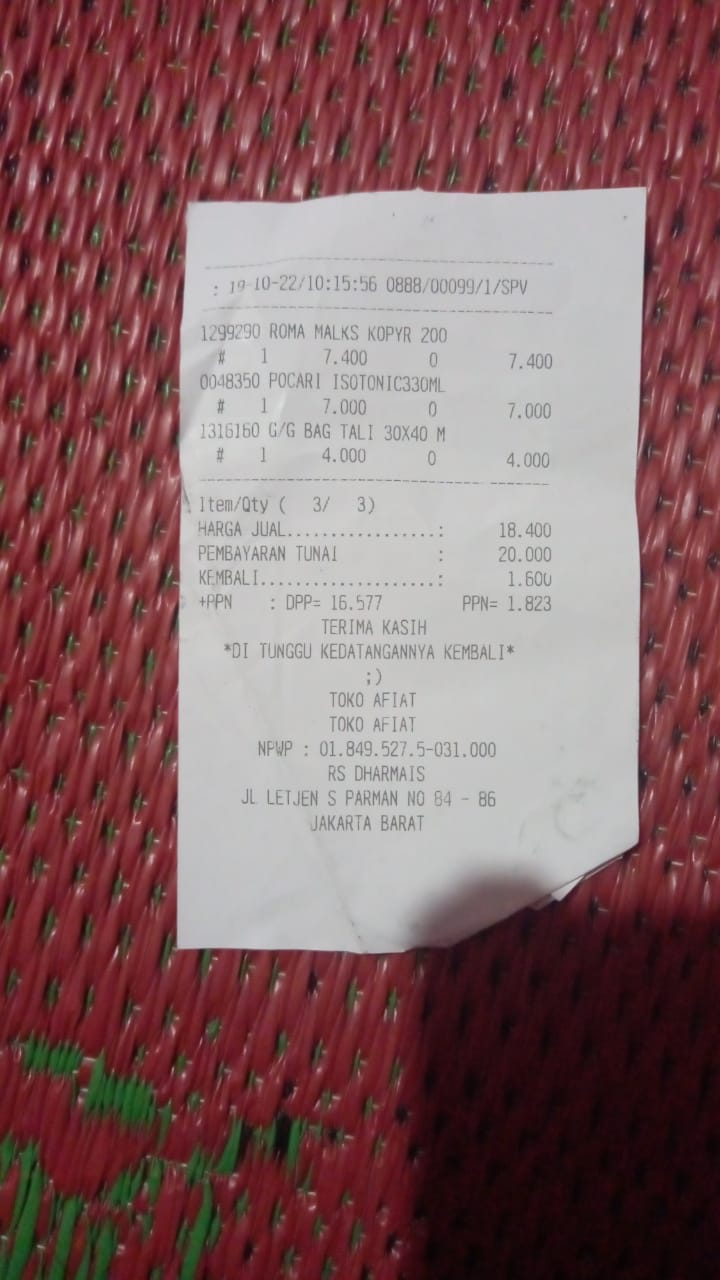 : 19-10-22/10:15:56 0888/00099/1/SPV
1299290 ROMA MALKS KOPYR 200
# 1 7.400 0 7.400
0048350 POCARI ISOTONIC330ML
# 1 7.000 0 7.000
1316160 G/G BAG TALI 30X40 M
# 1 4.000 0 4.000
Item/Qty ( 3/ 3)
HARGA JUAL.................: 18.400
PEMBAYARAN TUNAI : 20.000
KEMBALI....................: 1.600
+PPN : DPP= 16.577 PPN= 1.823
TERIMA KASIH
*DI TUNGGU KEDATANGANNYA KEMBALI*
;)
TOKO AFIAT
TOKO AFIAT
NPWP : 01.849.527.5-031.000
RS DHARMAIS
JL LETJEN S PARMAN NO 84 - 86
JAKARTA BARAT